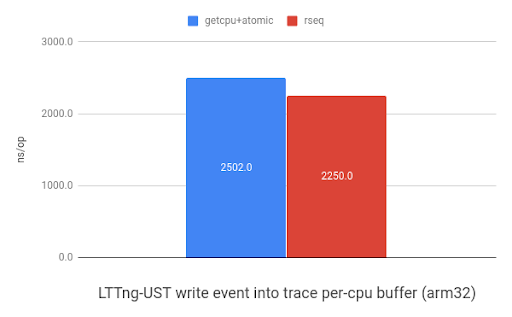 getcpu+atomic rseq
3000.0
2000.0
1000.0
0.0
ns/op
2502.0
2250.0
LTTng-UST write event into trace per-cpu buffer (arm32)